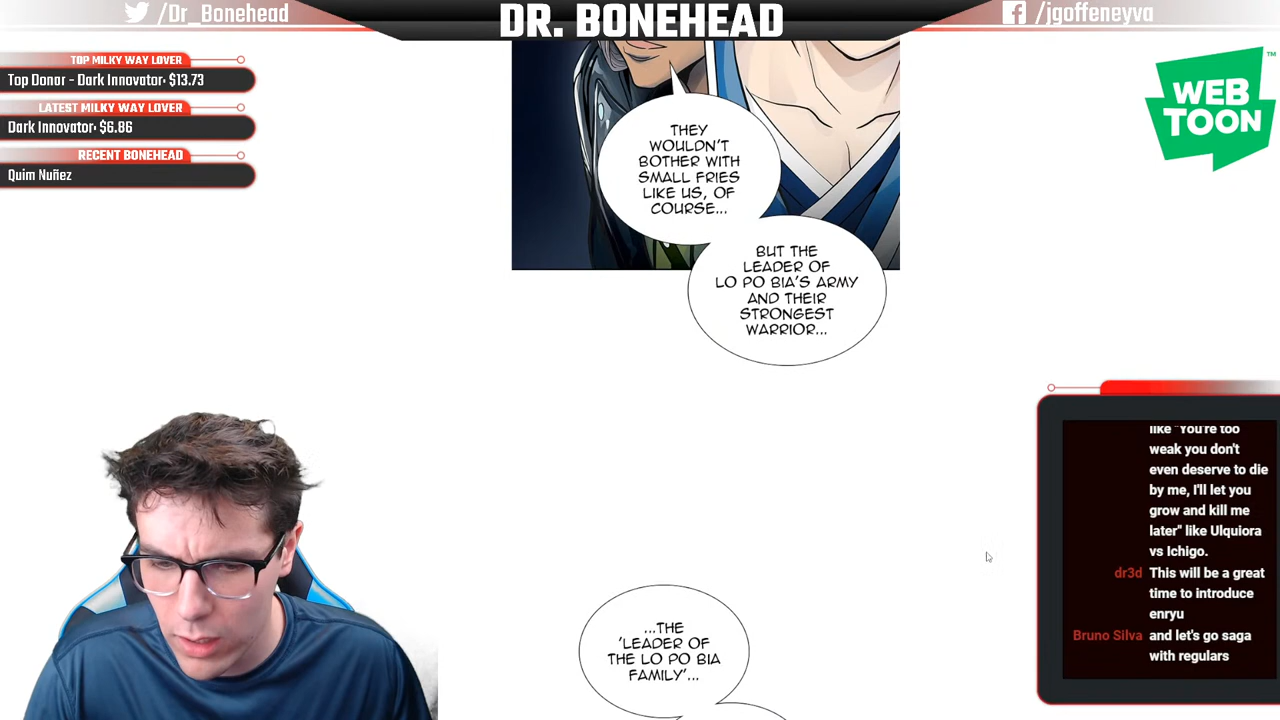 /Dr_Bonehead
DR. BONEHEAD
/jgoffeneyva
TOP MILKY WAY LOVER
Top Donor - Dark Innovator: $13.73
LATEST MILKY WAY LOVER
Dark Innovator: $6.86
RECENT BONEHEAD
Quim Nuñez
WEB
TOON
TM
THEY
WOULDN'T
BOTHER WITH
SMALL FRIES
LIKE US, OF
COURSE...
BUT THE
LEADER OF
LO PO BIA'S ARMY
AND THEIR
STRONGEST
WARRIOR...
...THE
'LEADER OF
THE LO PO BIA
FAMILY'...
like "You're too
weak you don't
even deserve to die
by me, I'll let you
grow and kill me
later" like Ulquiora
vs Ichigo.
dr3d This will be a great
time to introduce
enryu
Bruno Silva and let's go saga
with regulars